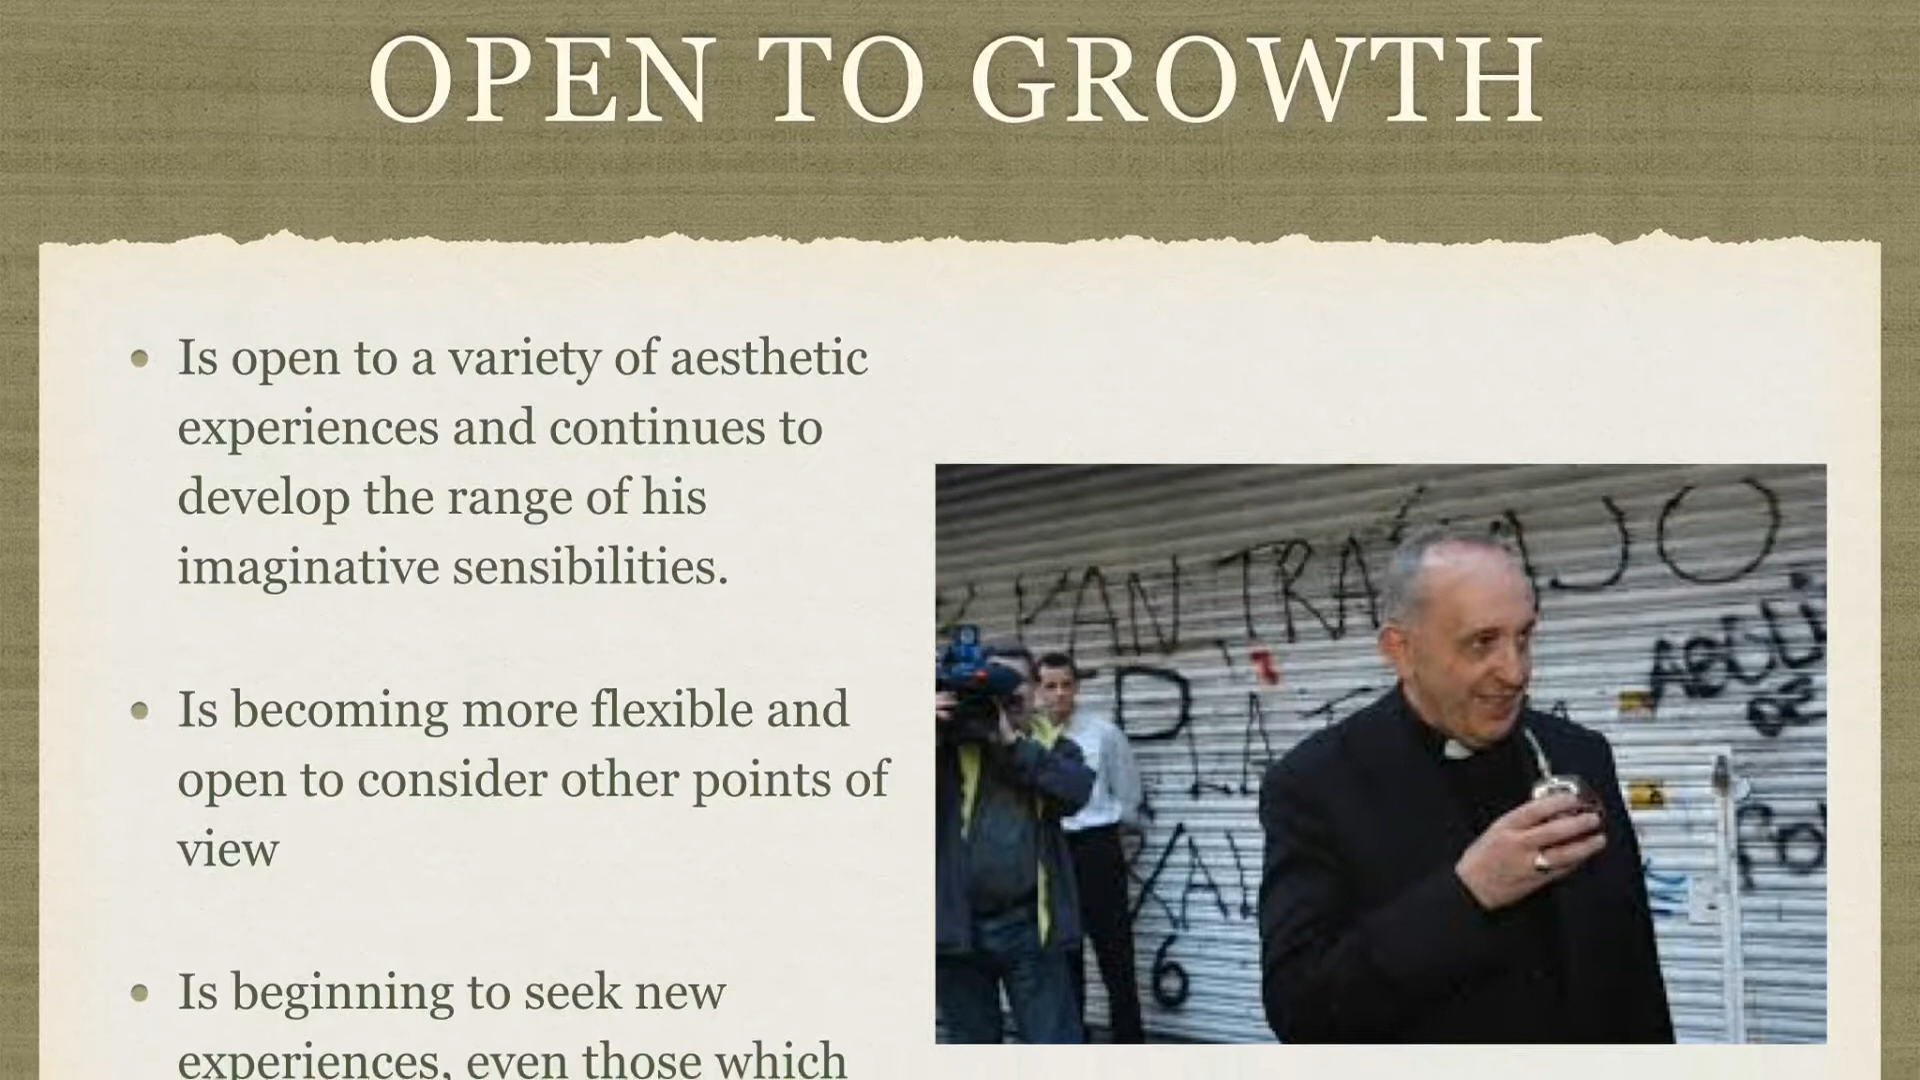 OPEN TO GROWTH
• Is open to a variety of aesthetic
experiences and continues to
develop the range of his
imaginative sensibilities.
• Is becoming more flexible and
open to consider other points of
view
• Is beginning to seek new
experiences, even those which
6